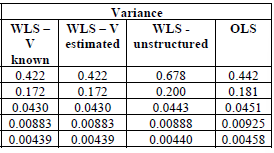 Variance
WLS – V known WLS – V estimated WLS - unstructured OLS
0.422 0.422 0.678 0.442
0.172 0.172 0.200 0.181
0.0430 0.0430 0.0443 0.0451
0.00883 0.00883 0.00888 0.00925
0.00439 0.00439 0.00440 0.00458